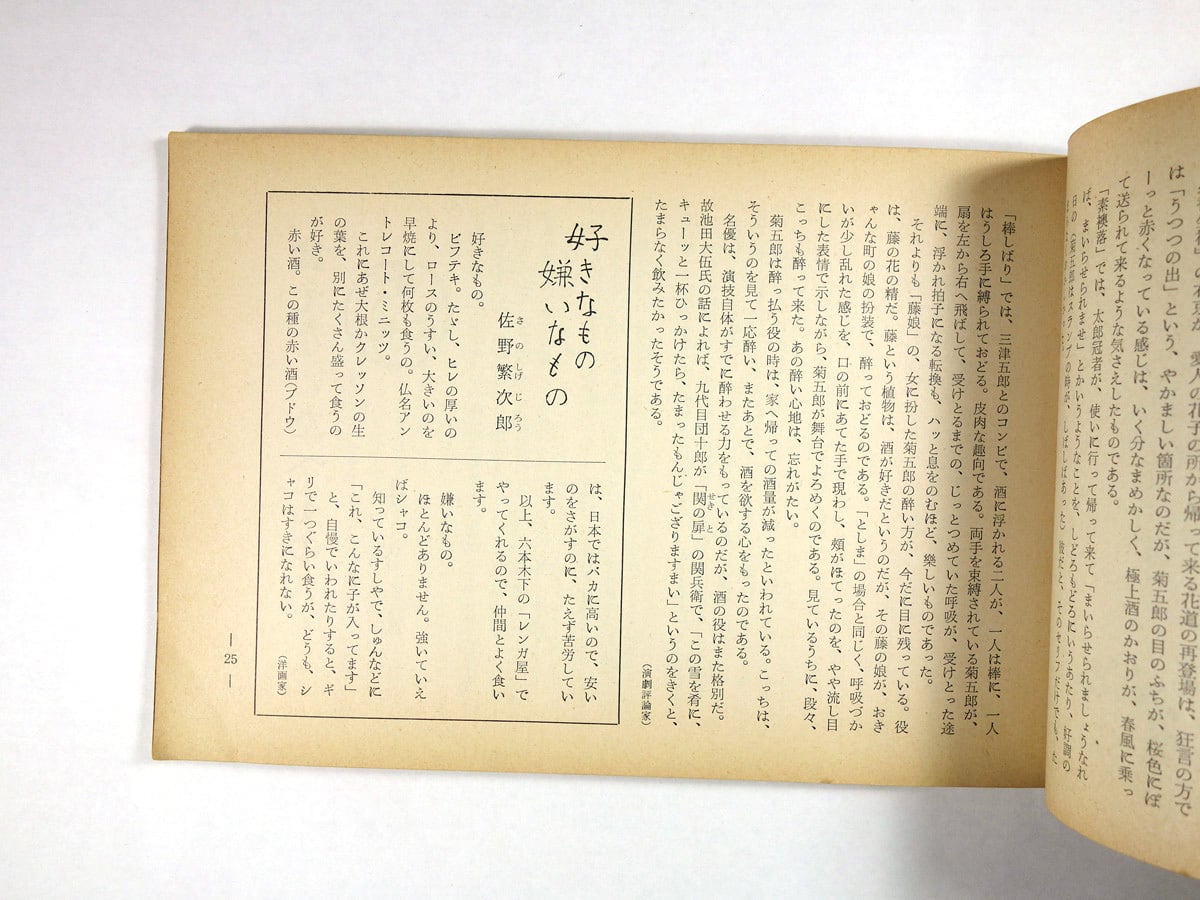 は「うつつの出」という、やかましい箇所なのだが、菊五郎の目のふちが、桜色にぽ
ーっと赤くなっている感じは、いく分なまめかしく、極上酒のかおりが、春風に乗っ
て送られて来るような気さえしたものである。
「素襖落」では、太郎冠者が、使いに行って帰って来て「まいらせられましょうなれ
ば、まいらせられませ」とかいうようなことを、しどろもどろにいうあたり、好調の
「棒しばり」では、三津五郎とのコンビで、酒に浮かれる二人が、一人は棒に、一人
はうしろ手に縛られておどる。皮肉な趣向である。両手を束縛されている菊五郎が、
扇を左から右へ飛ばして、受けとるまでの、じっとつめていた呼吸が、受けとった途
端に、浮かれ拍子になる転換も、ハッと息をのむほど、樂しいものであった。
それよりも「藤娘」の、女に扮した菊五郎の酔い方が、今だに目に残っている。役
は、藤の花の精だ。藤という植物は、酒が好きだというのだが、その藤の娘が、おき
ゃんな町の娘の扮装で、酔っておどるのである。「としま」の場合と同じく、呼吸づか
いが少し乱れた感じを、口の前にあてた手で現わし、頬がほてったのを、やや流し目
にした表情で示しながら、菊五郎が舞台でよろめくのである。見ているうちに、段々、
こっちも酔って来た。あの酔い心地は、忘れがたい。
菊五郎は酔っ払う役の時は、家へ帰っての酒量が減ったといわれている。こっちは、
そういうのを見て一応酔い、またあとで、酒を欲する心をもったのである。
名優は、演技自体がすでに酔わせる力をもっているのだが、酒の役はまた格別だ。
故池田大伍氏の話によれば、九代目団十郎が「関の扉」の関兵衛で、「この雪を肴に、
キューッと一杯ひっかけたら、たまったもんじゃござりますまい」というのをきくと、
たまらなく飲みたかったそうである。
（演劇評論家）
好きなもの
嫌いなもの
佐野繁次郎
さのしげじろう
好きなもの。
ビフテキ。たゞし、ヒレの厚いの
より、ロースのうすい、大きいのを
早焼にして何枚も食うの。仏名アン
トレコート・ミニッツ。
これにあぜ大根かクレッソンの生
の葉を、別にたくさん盛って食うの
が好き。
赤い酒。この種の赤い酒（ブドウ）
は、日本ではバカに高いので、安い
のをさがすのに、たえず苦労してい
ます。
以上、六本木下の「レンガ屋」で
やってくれるので、仲間とよく食い
ます。
嫌いなもの。
ほとんどありません。強いていえ
ばシャコ。
知っているすしやで、しゅんなどに
「これ、こんなに子が入ってます」
と、自慢でいわれたりすると、ギ
リで一つぐらい食うが、どうも、シ
ャコはすきになれない。
（洋画家）
— 25 —